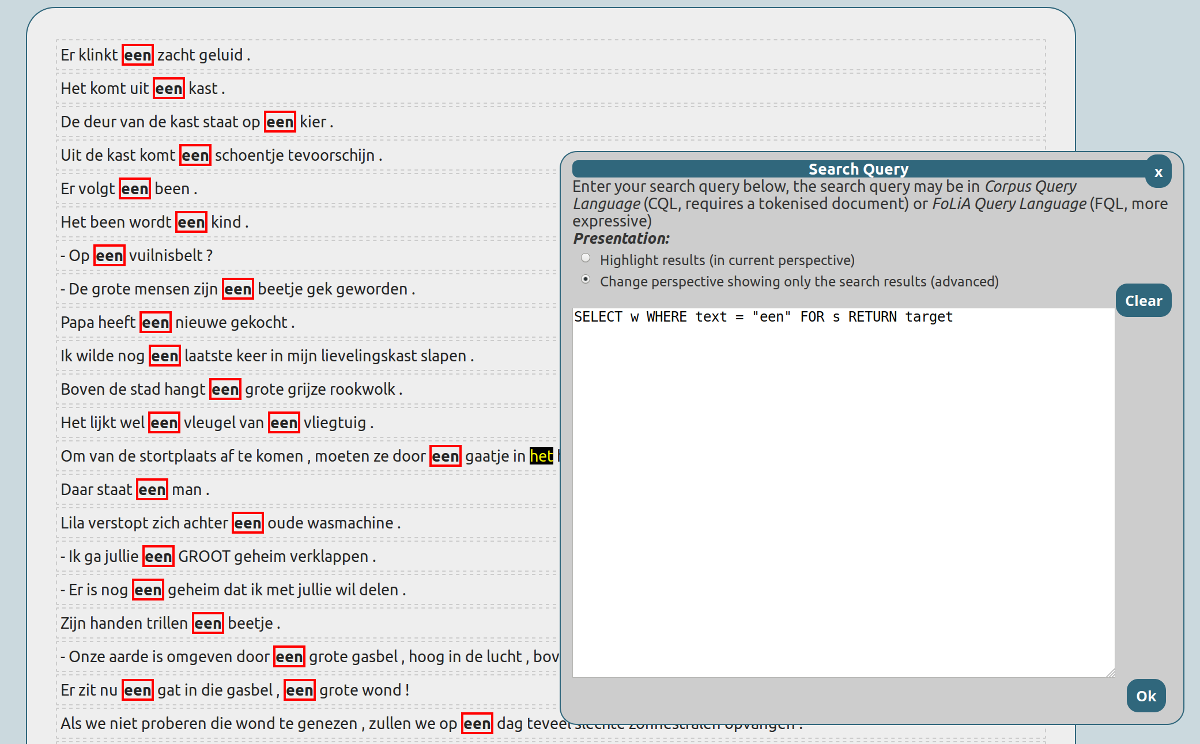 Er klinkt een zacht geluid .
Het komt uit een kast .
De deur van de kast staat op een kier .
Uit de kast komt een schoentje tevoorschijn .
Er volgt een been .
Het been wordt een kind .
- Op een vuilnisbelt ?
- De grote mensen zijn een beetje gek geworden .
Papa heeft een nieuwe gekocht .
Ik wilde nog een laatste keer in mijn lievelingskast slapen .
Boven de stad hangt een grote grijze rookwolk .
Het lijkt wel een vleugel van een vliegtuig .
Om van de stortplaats af te komen , moeten ze door een gaatje in het
Daar staat een man .
Lila verstopt zich achter een oude wasmachine .
- Ik ga jullie een GROOT geheim verklappen .
- Er is nog een geheim dat ik met jullie wil delen .
Zijn handen trillen een beetje .
- Onze aarde is omgeven door een grote gasbel , hoog in de lucht , bov
Er zit nu een gat in die gasbel , een grote wond !
Als we niet proberen die wond te genezen , zullen we op een dag teveel slechte zonnestralen opvangen .
Search Query
x
Enter your search query below, the search query may be in Corpus Query
Language (CQL, requires a tokenised document) or FoLiA Query Language (FQL, more
expressive)
Presentation:
Highlight results (in current perspective)
Change perspective showing only the search results (advanced)
Clear
SELECT w WHERE text = "een" FOR s RETURN target
Ok